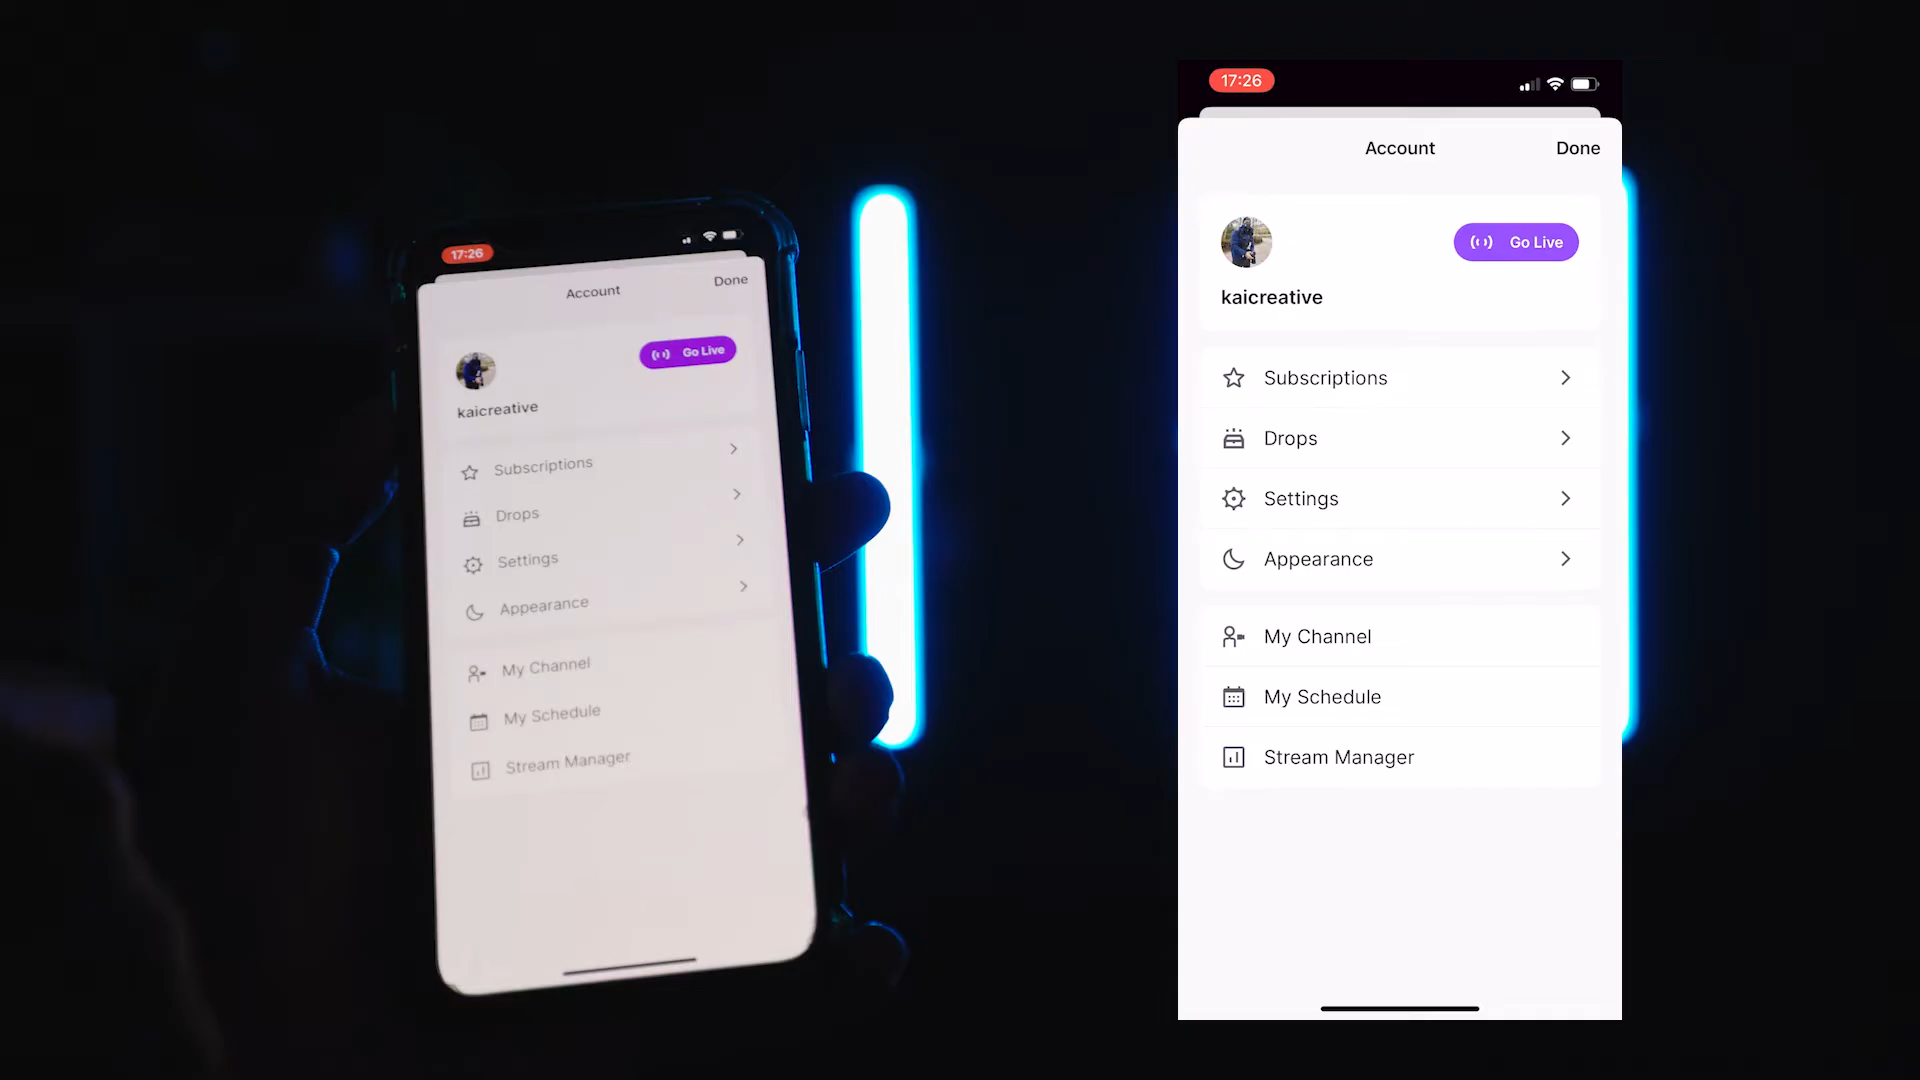 17:26
Account
Done
Go Live
kaicreative
Subscriptions
Drops
Settings
Appearance
My Channel
My Schedule
Stream Manager
17:26
Account
Done
Go Live
kaicreative
Subscriptions
Drops
Settings
Appearance
My Channel
My Schedule
Stream Manager